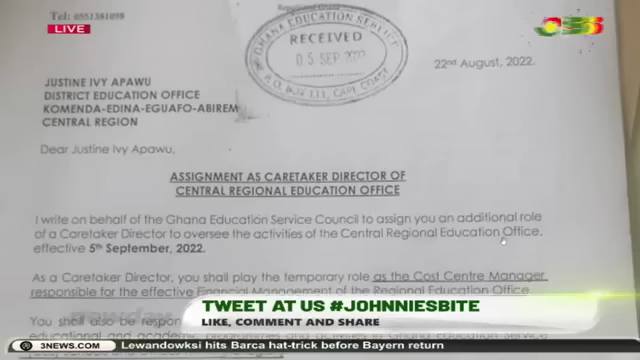 Tel: 0551381098
LIVE
GHANA EDUCATION SERVICE
RECEIVED
05 SEP 2022
P.O. BOX 111, CAPE COAST
22nd August, 2022.
JUSTINE IVY APAWU
DISTRICT EDUCATION OFFICE
KOMENDA-EDINA-EGUAFO-ABIREM
CENTRAL REGION
Dear Justine Ivy Apawu,
ASSIGNMENT AS CARETAKER DIRECTOR OF
CENTRAL REGIONAL EDUCATION OFFICE
I write on behalf of the Ghana Education Service Council to assign you an additional role
of a Caretaker Director to oversee the activities of the Central Regional Education Office,
effective 5th September, 2022.
As a Caretaker Director, you shall play the temporary role as the Cost Centre Manager
responsible for the effective Financial Management of the Regional Education Office.
You shall also be respon
TWEET AT US #JOHNNIESBITE
LIKE, COMMENT AND SHARE
3NEWS.COM
Lewandowksi hits Barca hat-trick before Bayern return